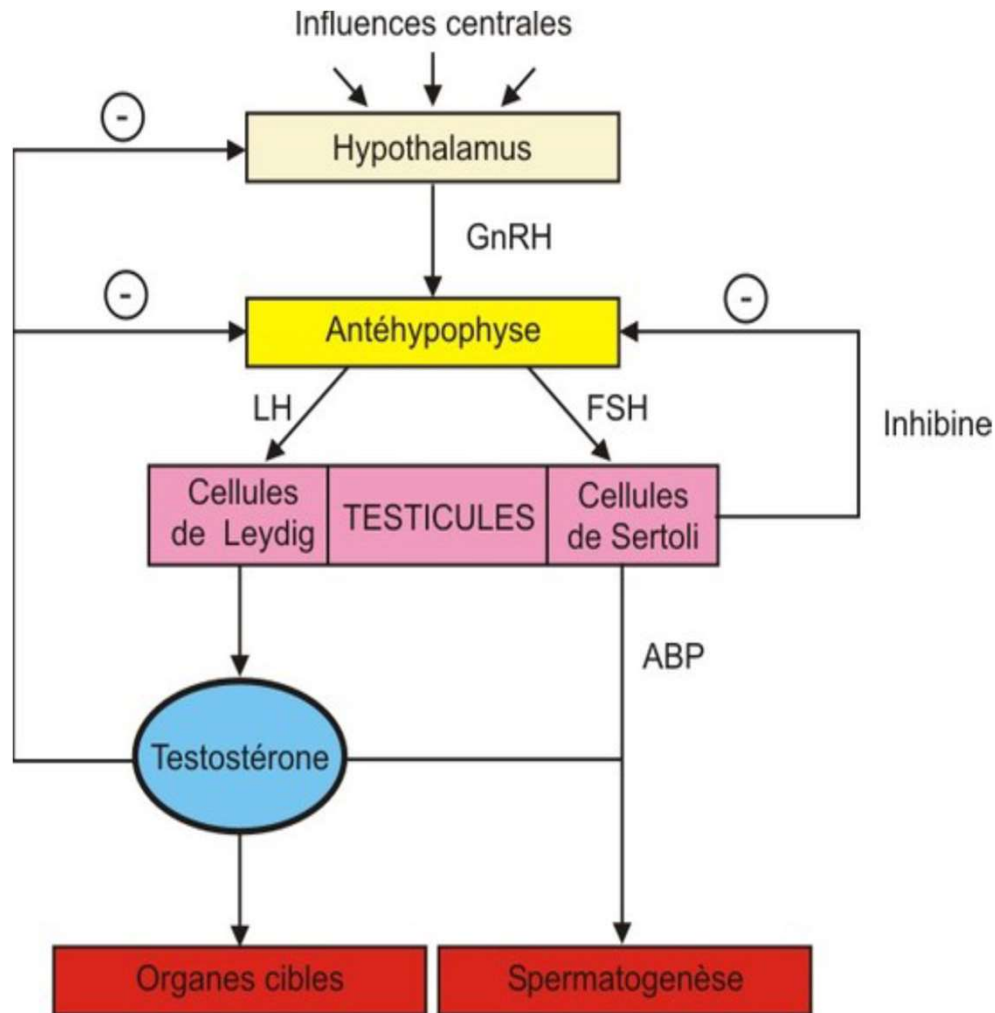 Influences centrales
-
Hypothalamus
GnRH
-
-
Antéhypophyse
LH
FSH
Inhibine
Cellules
de Leydig
TESTICULES
Cellules
de Sertoli
ABP
Testostérone
Organes cibles
Spermatogenèse